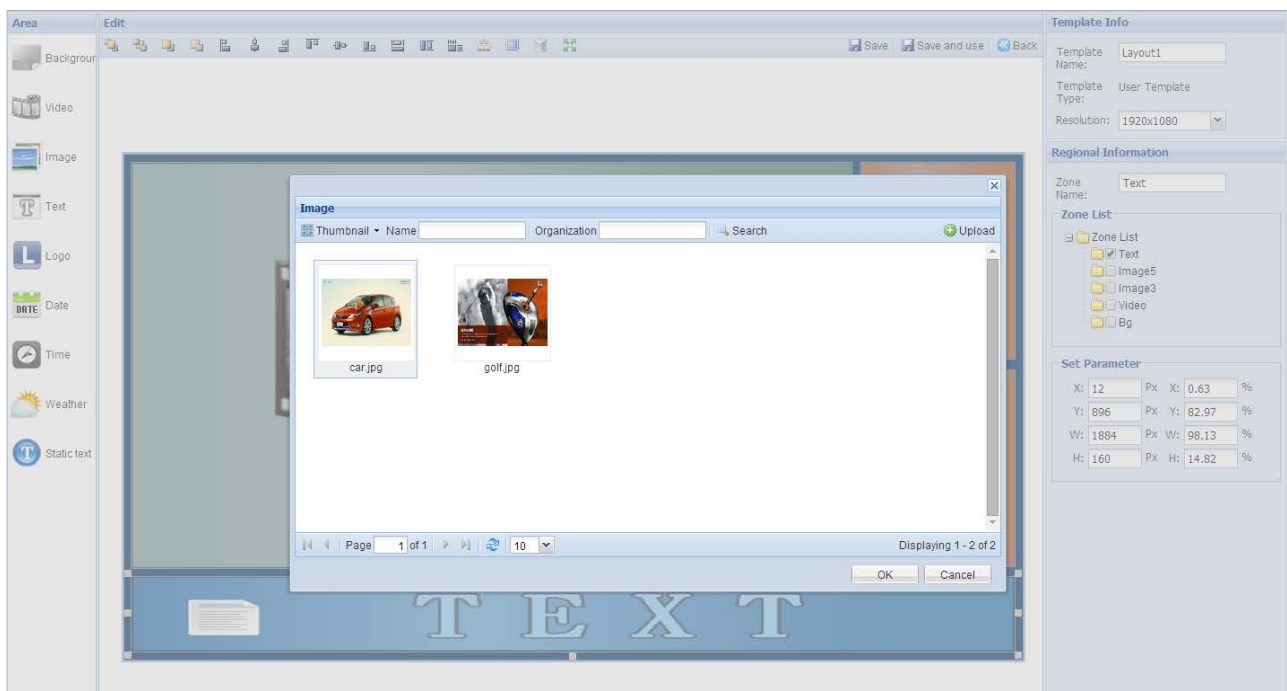 Area
Backgrour
Video
Image
Text
Logo
DATE Date
Time
Weather
Static text
Edit
Save Save and use Back
Image
Thumbnail Name Organization Search Upload
car.jpg golf.jpg
Page 1 of 1 10 Displaying 1 - 2 of 2
OK Cancel
TEXT
Template Info
Template Name: Layout1
Template Type: User Template
Resolution: 1920x1080
Regional Information
Zone Name: Text
Zone List
Zone List
Text
Image5
Image3
Video
Bg
Set Parameter
X: 12 Px X: 0.63 %
Y: 896 Px Y: 82.97 %
W: 1884 Px W: 98.13 %
H: 160 Px H: 14.82 %